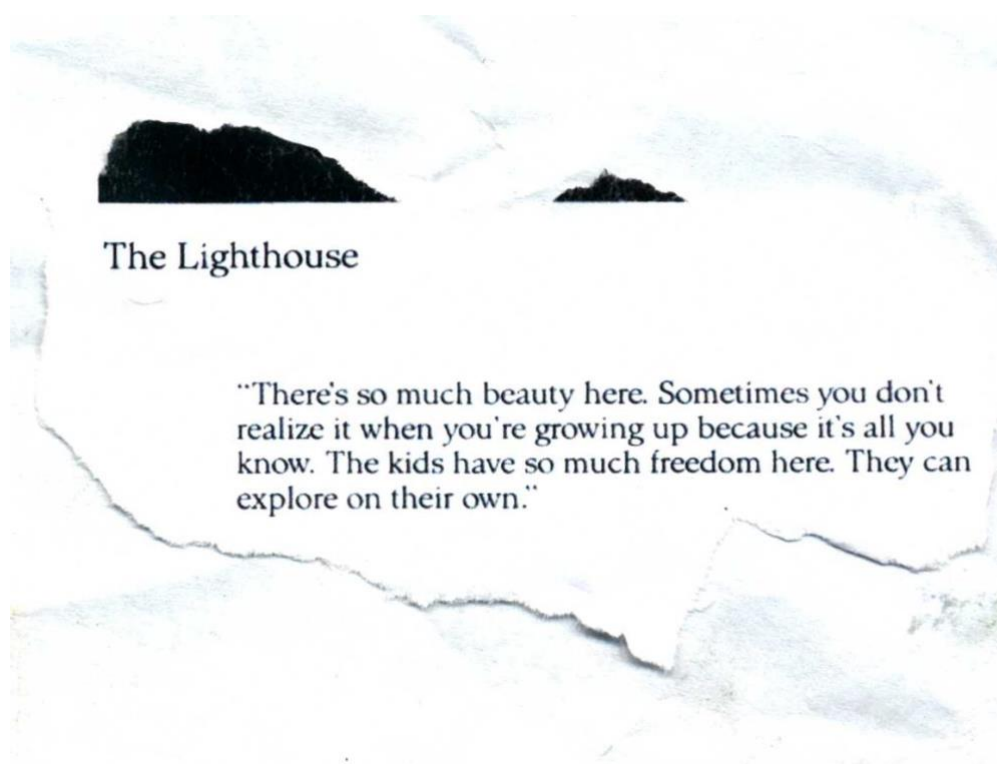 The Lighthouse
"There's so much beauty here. Sometimes you don't
realize it when you're growing up because it's all you
know. The kids have so much freedom here. They can
explore on their own."